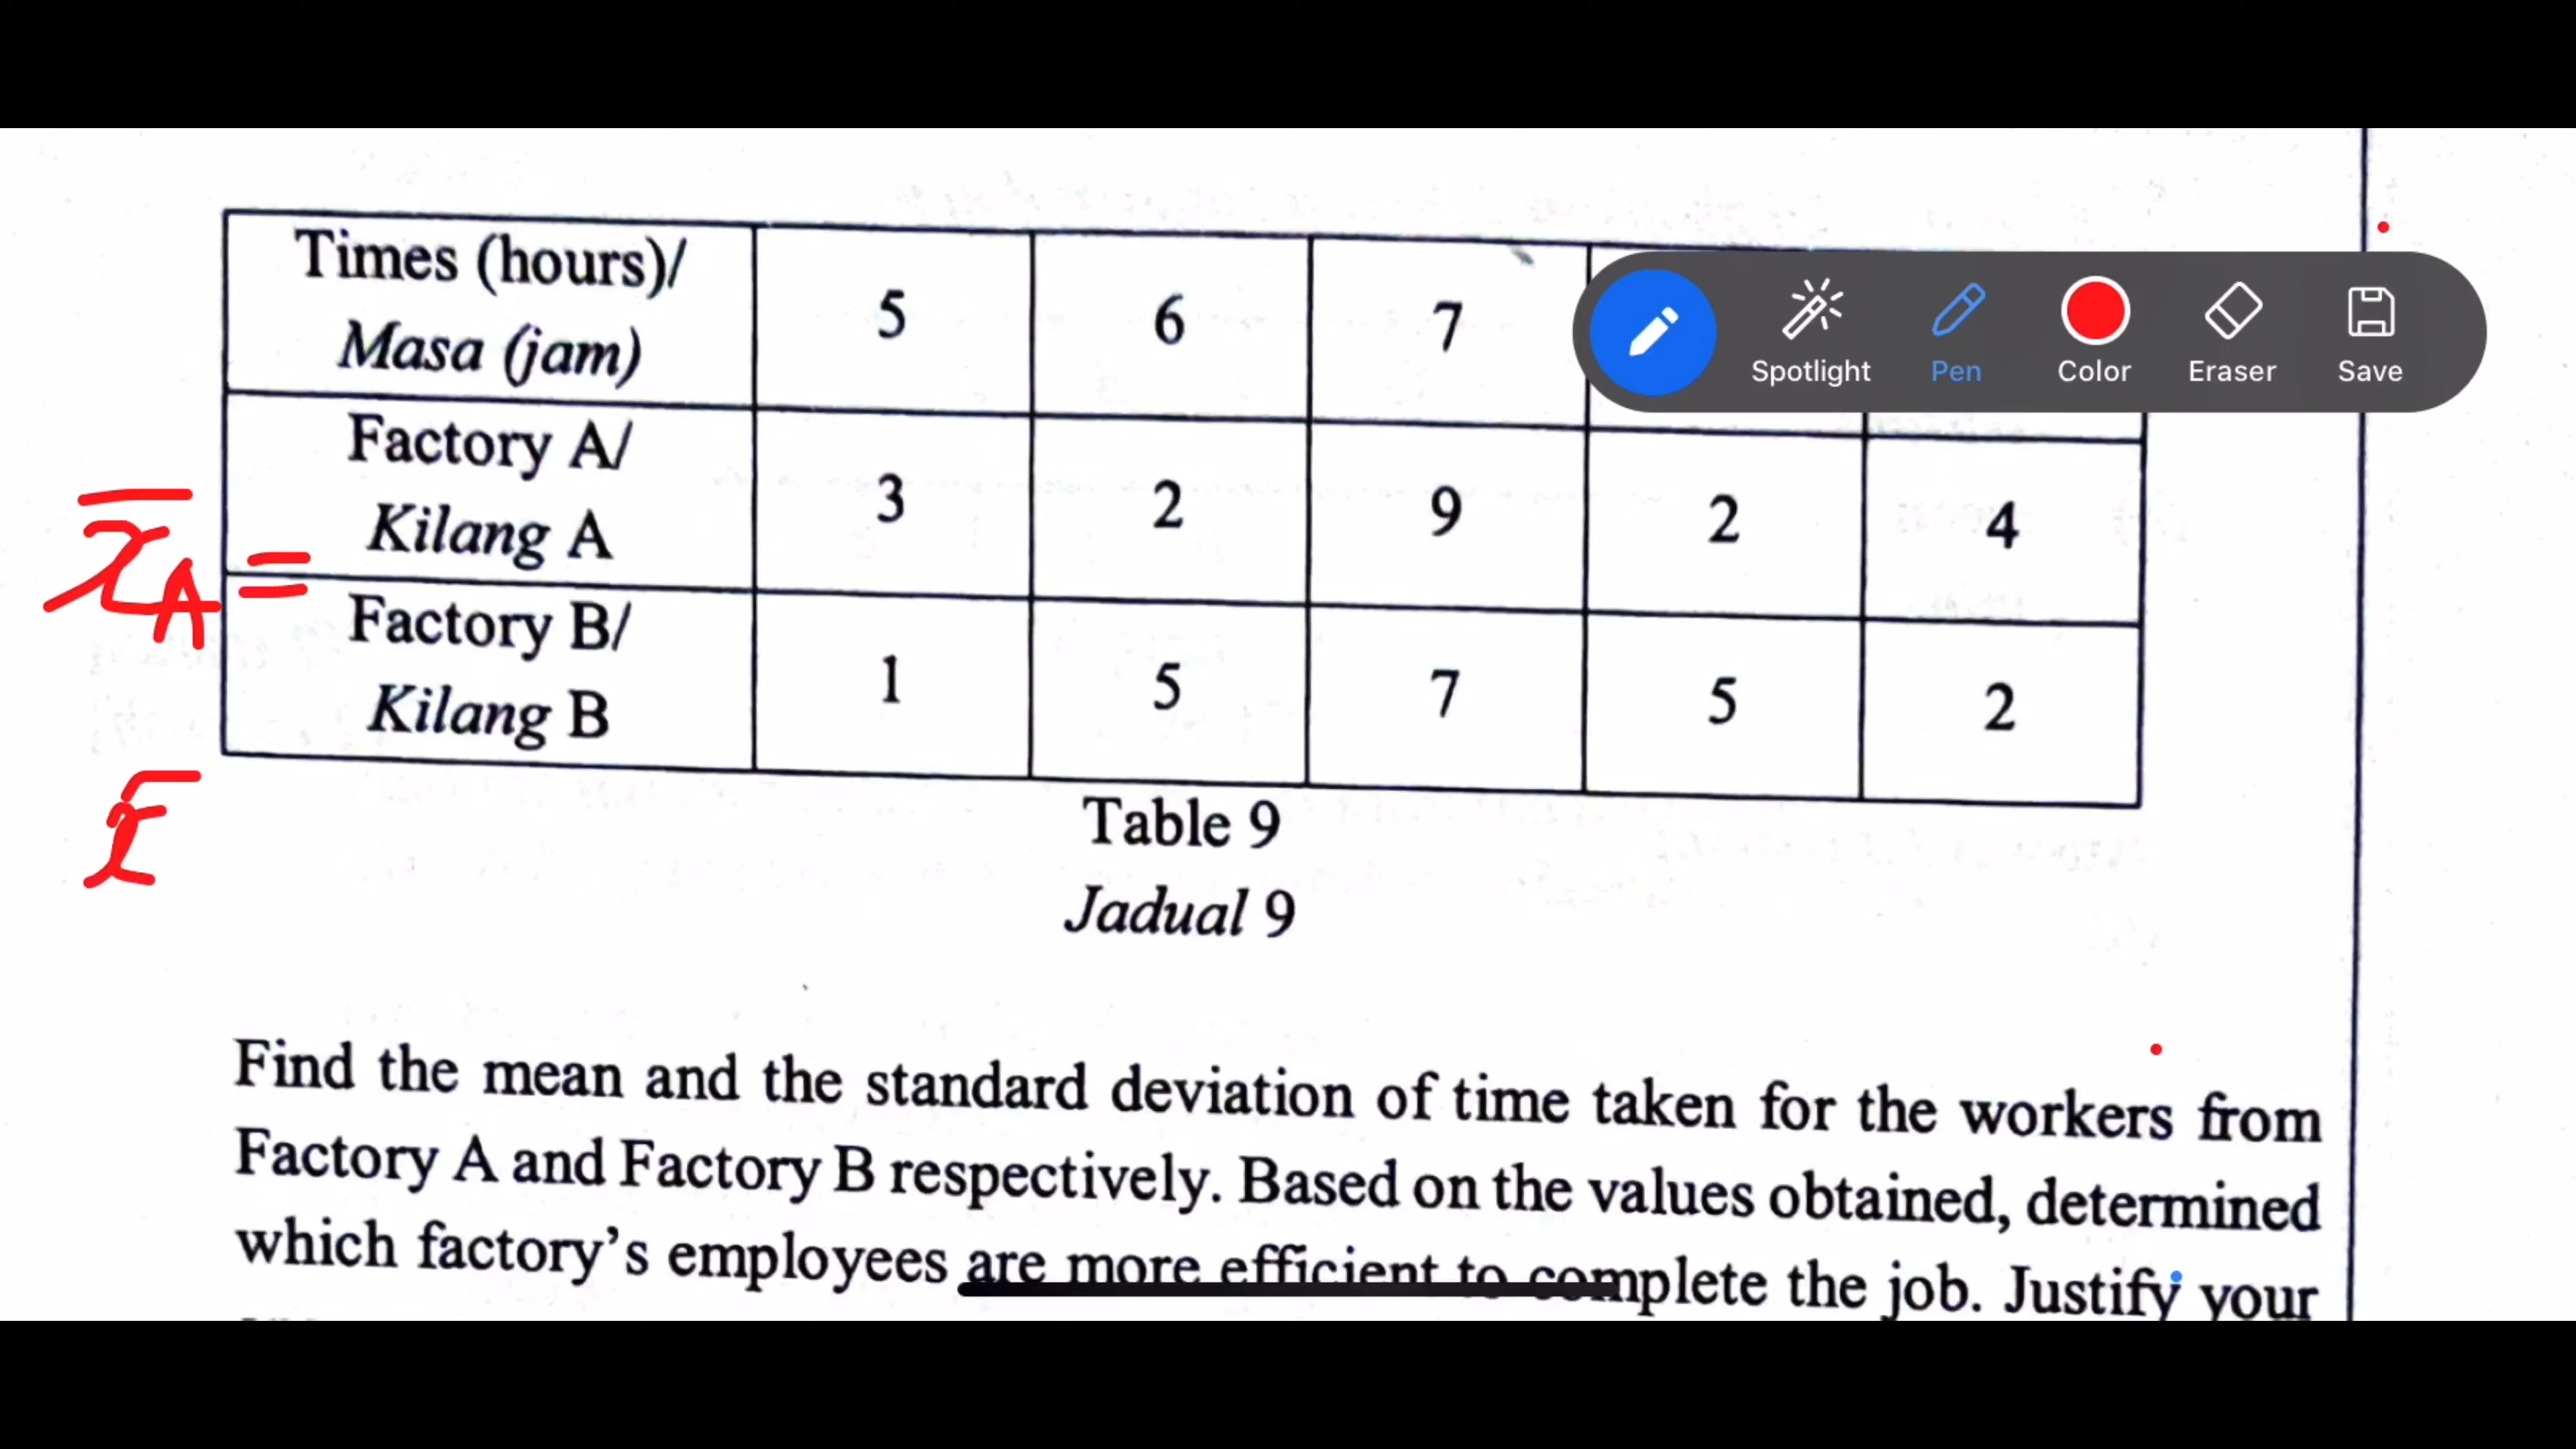 Times (hours)/
Masa (jam)
5 6 7
Spotlight Pen Color Eraser Save
Factory A/
Kilang A
3 2 9 2 4
x̄A =
Factory B/
Kilang B
1 5 7 5 2
x̄
Table 9
Jadual 9
Find the mean and the standard deviation of time taken for the workers from
Factory A and Factory B respectively. Based on the values obtained, determined
which factory's employees are more efficient to complete the job. Justify your